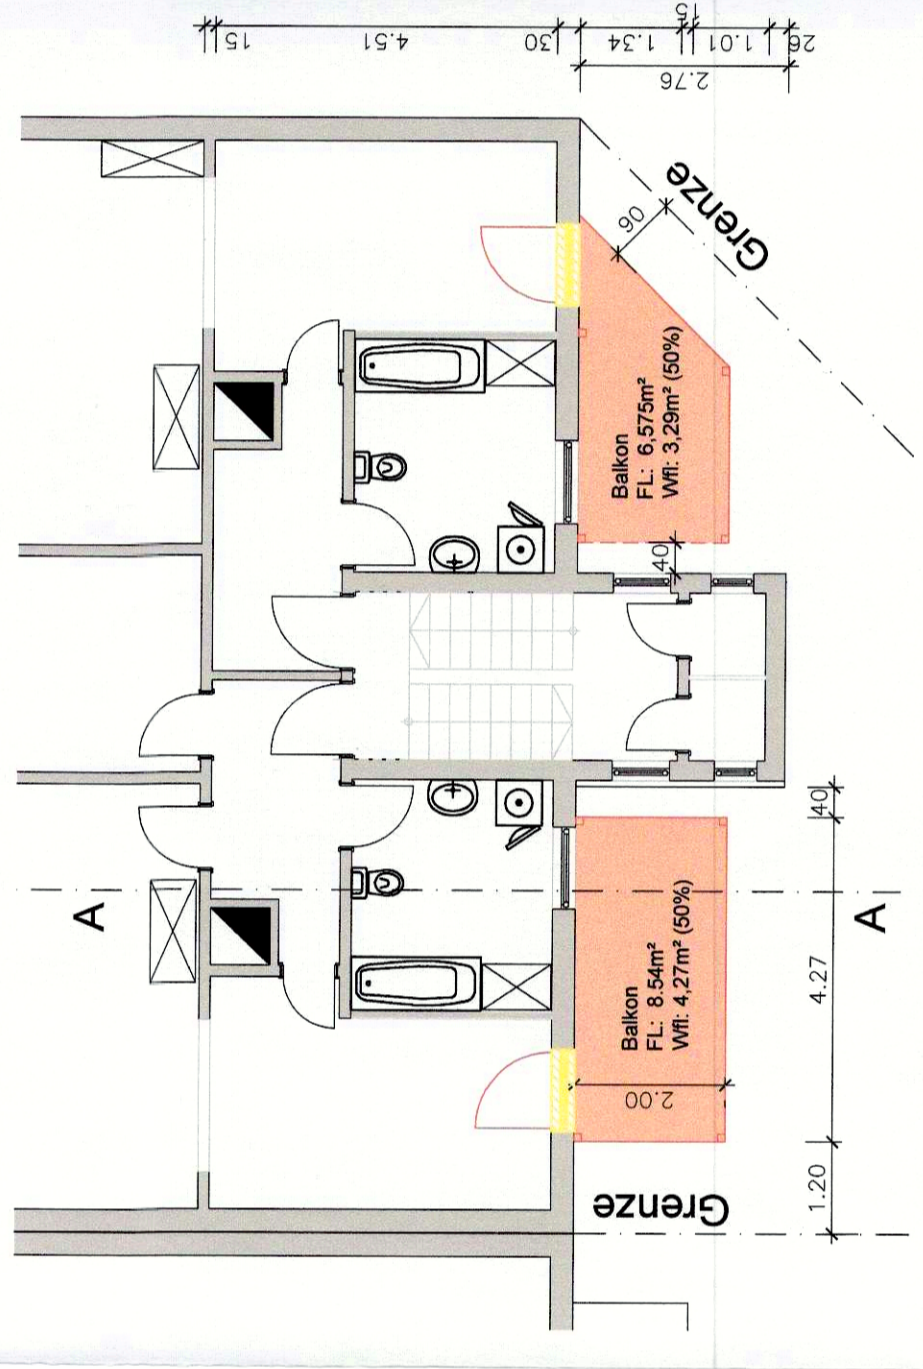 15
4.51
30
1.34
15
1.01
26
2.76
Grenze
90
Balkon
FL: 6,575m²
Wfl: 3,29m² (50%)
40
A
A
40
Balkon
FL: 8.54m²
Wfl: 4,27m² (50%)
4.27
2.00
Grenze
1.20